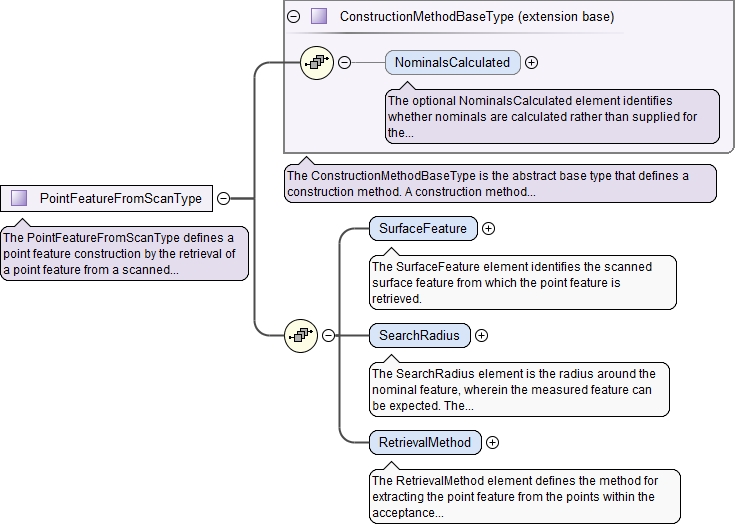 ConstructionMethodBaseType (extension base)
NominalsCalculated
The optional NominalsCalculated element identifies
whether nominals are calculated rather than supplied for
the...
The ConstructionMethodBaseType is the abstract base type that defines a
construction method. A construction method...
PointFeatureFromScanType
The PointFeatureFromScanType defines a
point feature construction by the retrieval of
a point feature from a scanned...
SurfaceFeature
The SurfaceFeature element identifies the scanned
surface feature from which the point feature is
retrieved.
SearchRadius
The SearchRadius element is the radius around the
nominal feature, wherein the measured feature can
be expected. The...
RetrievalMethod
The RetrievalMethod element defines the method for
extracting the point feature from the points within the
acceptance...